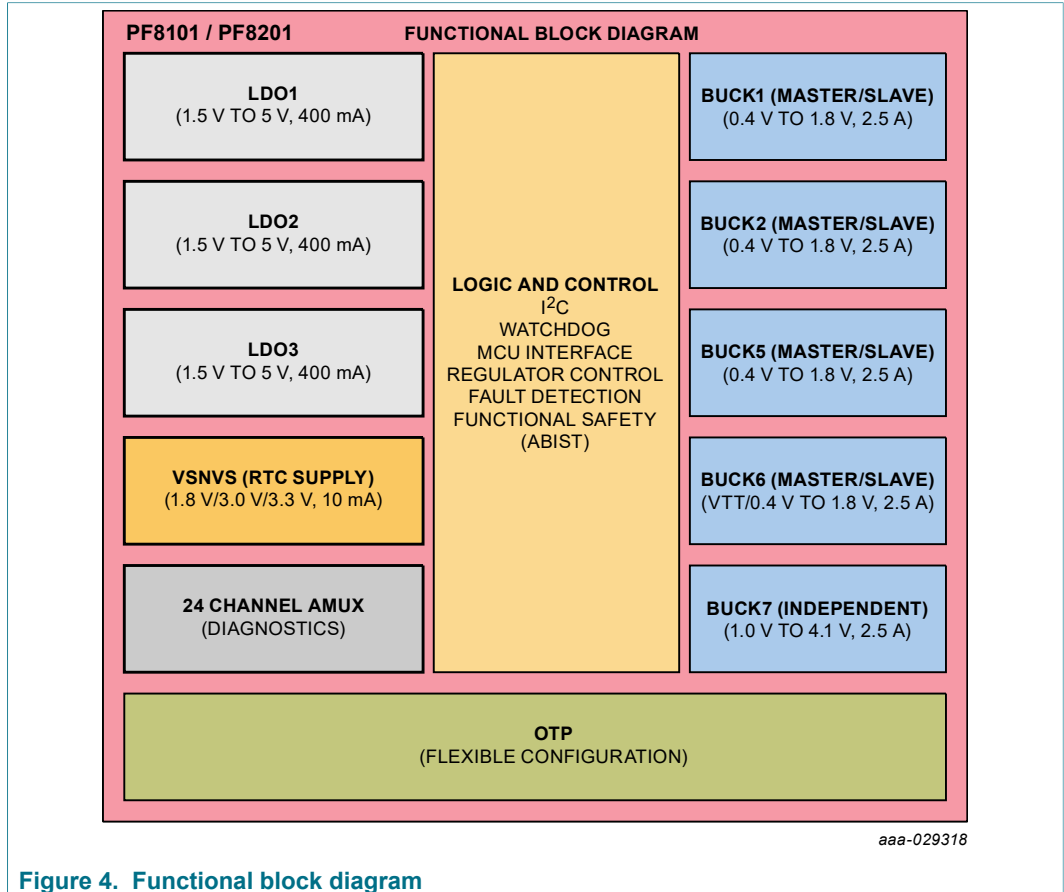 PF8101 / PF8201
FUNCTIONAL BLOCK DIAGRAM
LDO1
(1.5 V TO 5 V, 400 mA)
LDO2
(1.5 V TO 5 V, 400 mA)
LDO3
(1.5 V TO 5 V, 400 mA)
VSNVS (RTC SUPPLY)
(1.8 V/3.0 V/3.3 V, 10 mA)
24 CHANNEL AMUX
(DIAGNOSTICS)
LOGIC AND CONTROL
I²C
WATCHDOG
MCU INTERFACE
REGULATOR CONTROL
FAULT DETECTION
FUNCTIONAL SAFETY
(ABIST)
BUCK1 (MASTER/SLAVE)
(0.4 V TO 1.8 V, 2.5 A)
BUCK2 (MASTER/SLAVE)
(0.4 V TO 1.8 V, 2.5 A)
BUCK5 (MASTER/SLAVE)
(0.4 V TO 1.8 V, 2.5 A)
BUCK6 (MASTER/SLAVE)
(VTT/0.4 V TO 1.8 V, 2.5 A)
BUCK7 (INDEPENDENT)
(1.0 V TO 4.1 V, 2.5 A)
OTP
(FLEXIBLE CONFIGURATION)
aaa-029318
Figure 4. Functional block diagram